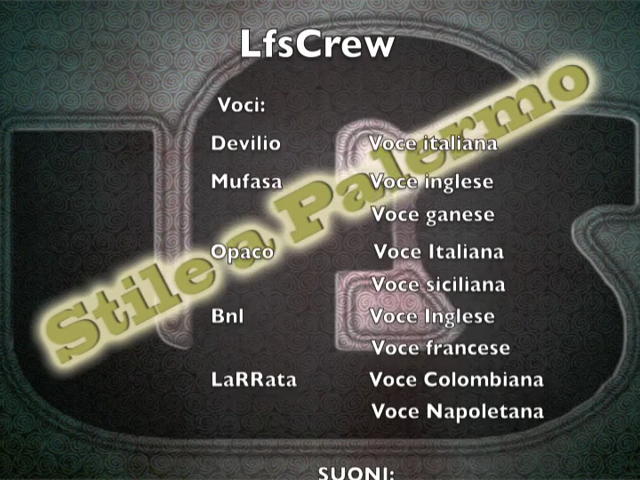 LfsCrew
Voci:
Devilio Voce italiana
Mufasa Voce inglese
Voce ganese
Opaco Voce Italiana
Voce siciliana
Bnl Voce Inglese
Voce francese
LaRRata Voce Colombiana
Voce Napoletana
Stile a Palermo
SUONI: